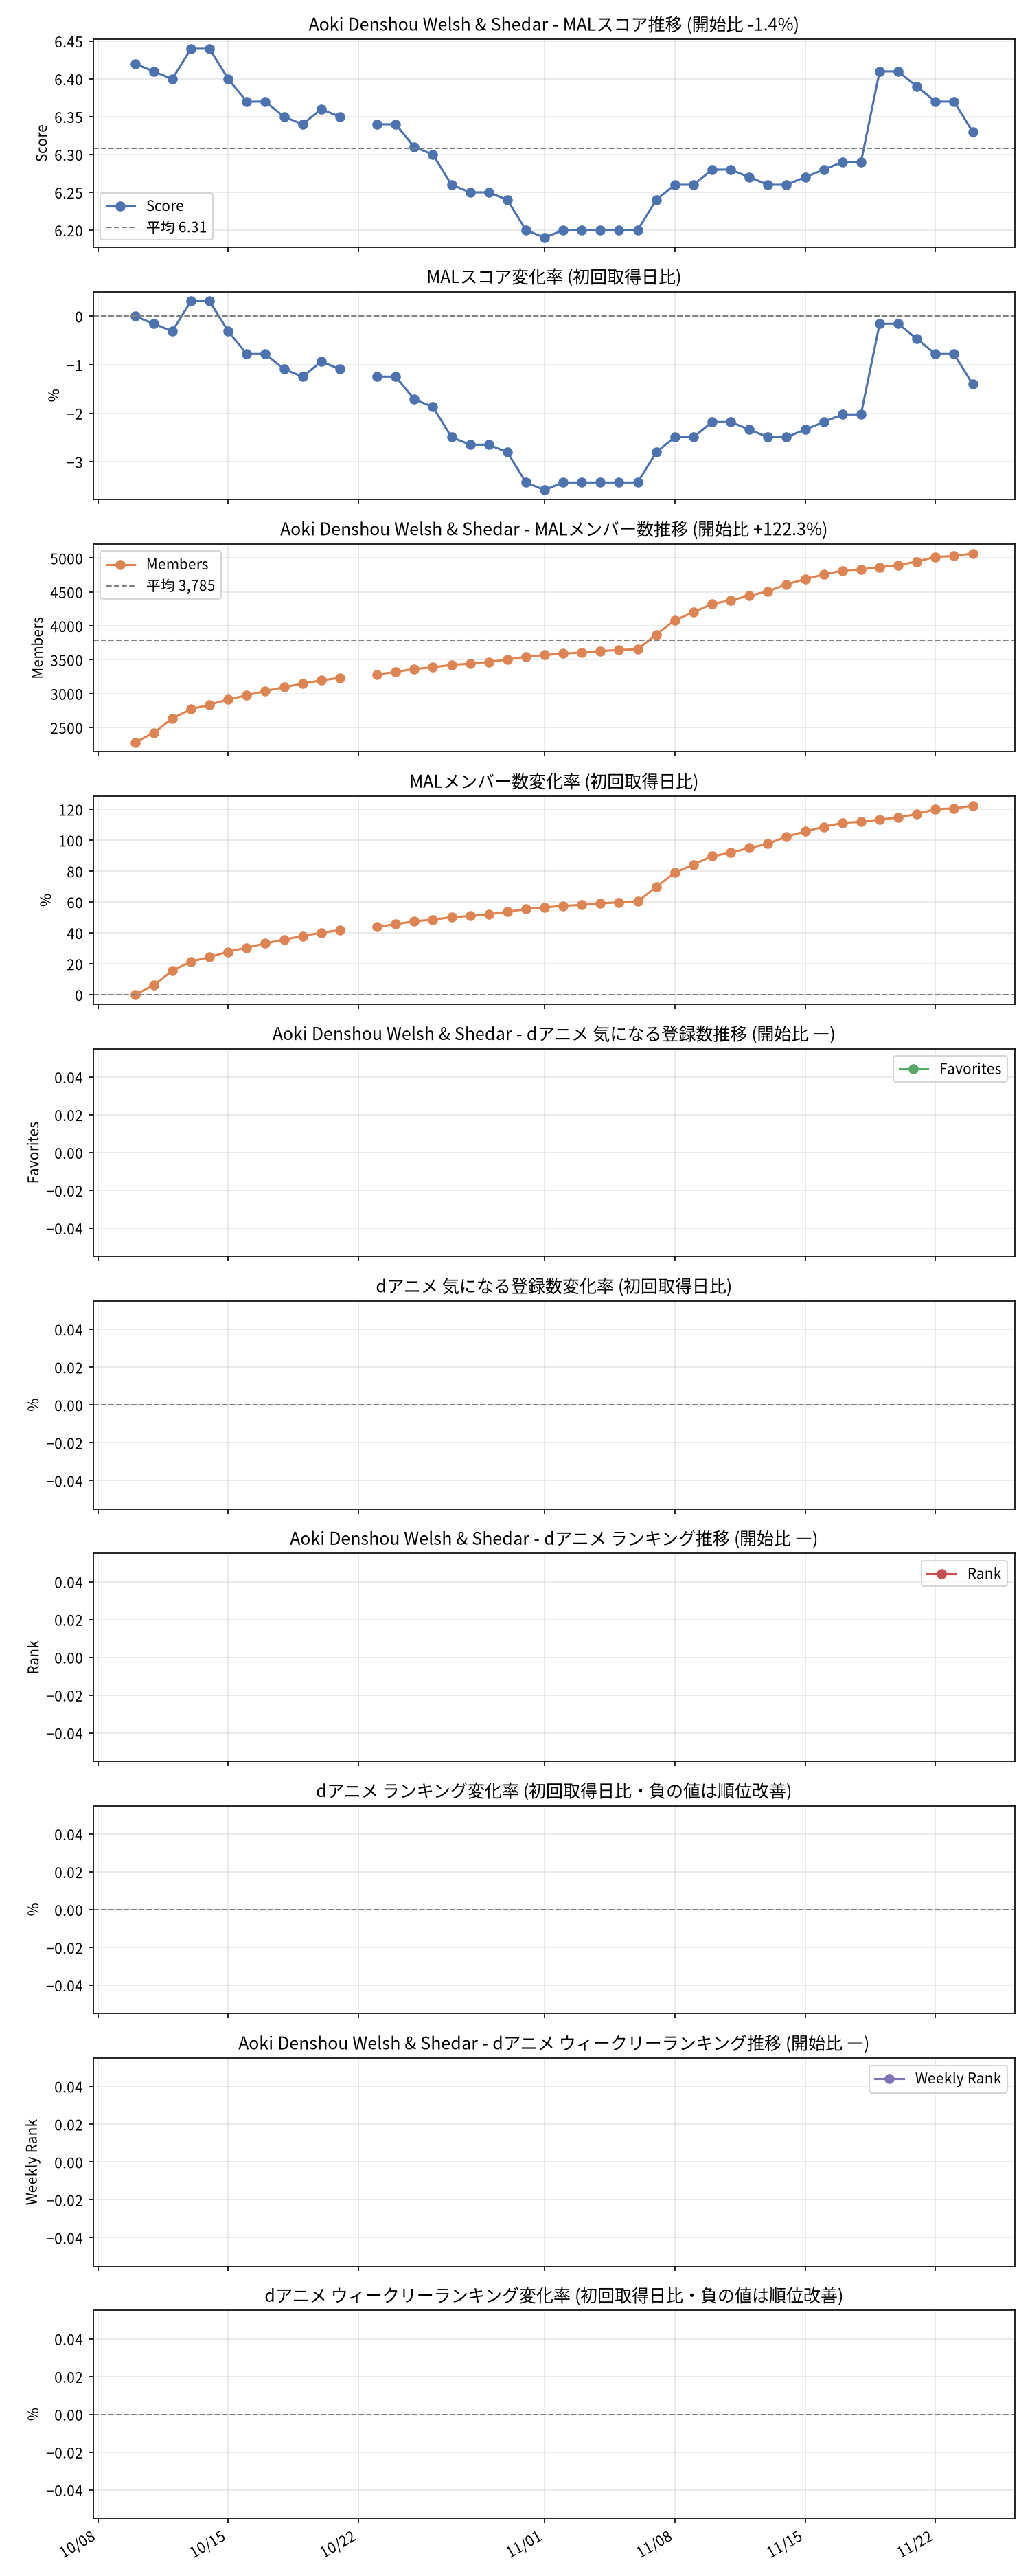 Aoki Denshou Welsh & Shedar - MALスコア推移 (開始比 -1.4%)
6.45
6.40
6.35
6.30
6.25
6.20
Score
Score
平均 6.31
MALスコア変化率 (初回取得日比)
0
−1
−2
−3
%
Aoki Denshou Welsh & Shedar - MALメンバー数推移 (開始比 +122.3%)
5000
4500
4000
3500
3000
2500
Members
Members
平均 3,785
MALメンバー数変化率 (初回取得日比)
120
100
80
60
40
20
0
%
Aoki Denshou Welsh & Shedar - dアニメ 気になる登録数推移 (開始比 —)
0.04
0.02
0.00
−0.02
−0.04
Favorites
Favorites
dアニメ 気になる登録数変化率 (初回取得日比)
0.04
0.02
0.00
−0.02
−0.04
%
Aoki Denshou Welsh & Shedar - dアニメ ランキング推移 (開始比 —)
0.04
0.02
0.00
−0.02
−0.04
Rank
Rank
dアニメ ランキング変化率 (初回取得日比・負の値は順位改善)
0.04
0.02
0.00
−0.02
−0.04
%
Aoki Denshou Welsh & Shedar - dアニメ ウィークリーランキング推移 (開始比 —)
0.04
0.02
0.00
−0.02
−0.04
Weekly Rank
Weekly Rank
dアニメ ウィークリーランキング変化率 (初回取得日比・負の値は順位改善)
0.04
0.02
0.00
−0.02
−0.04
%
10/08
10/15
10/22
11/01
11/08
11/15
11/22